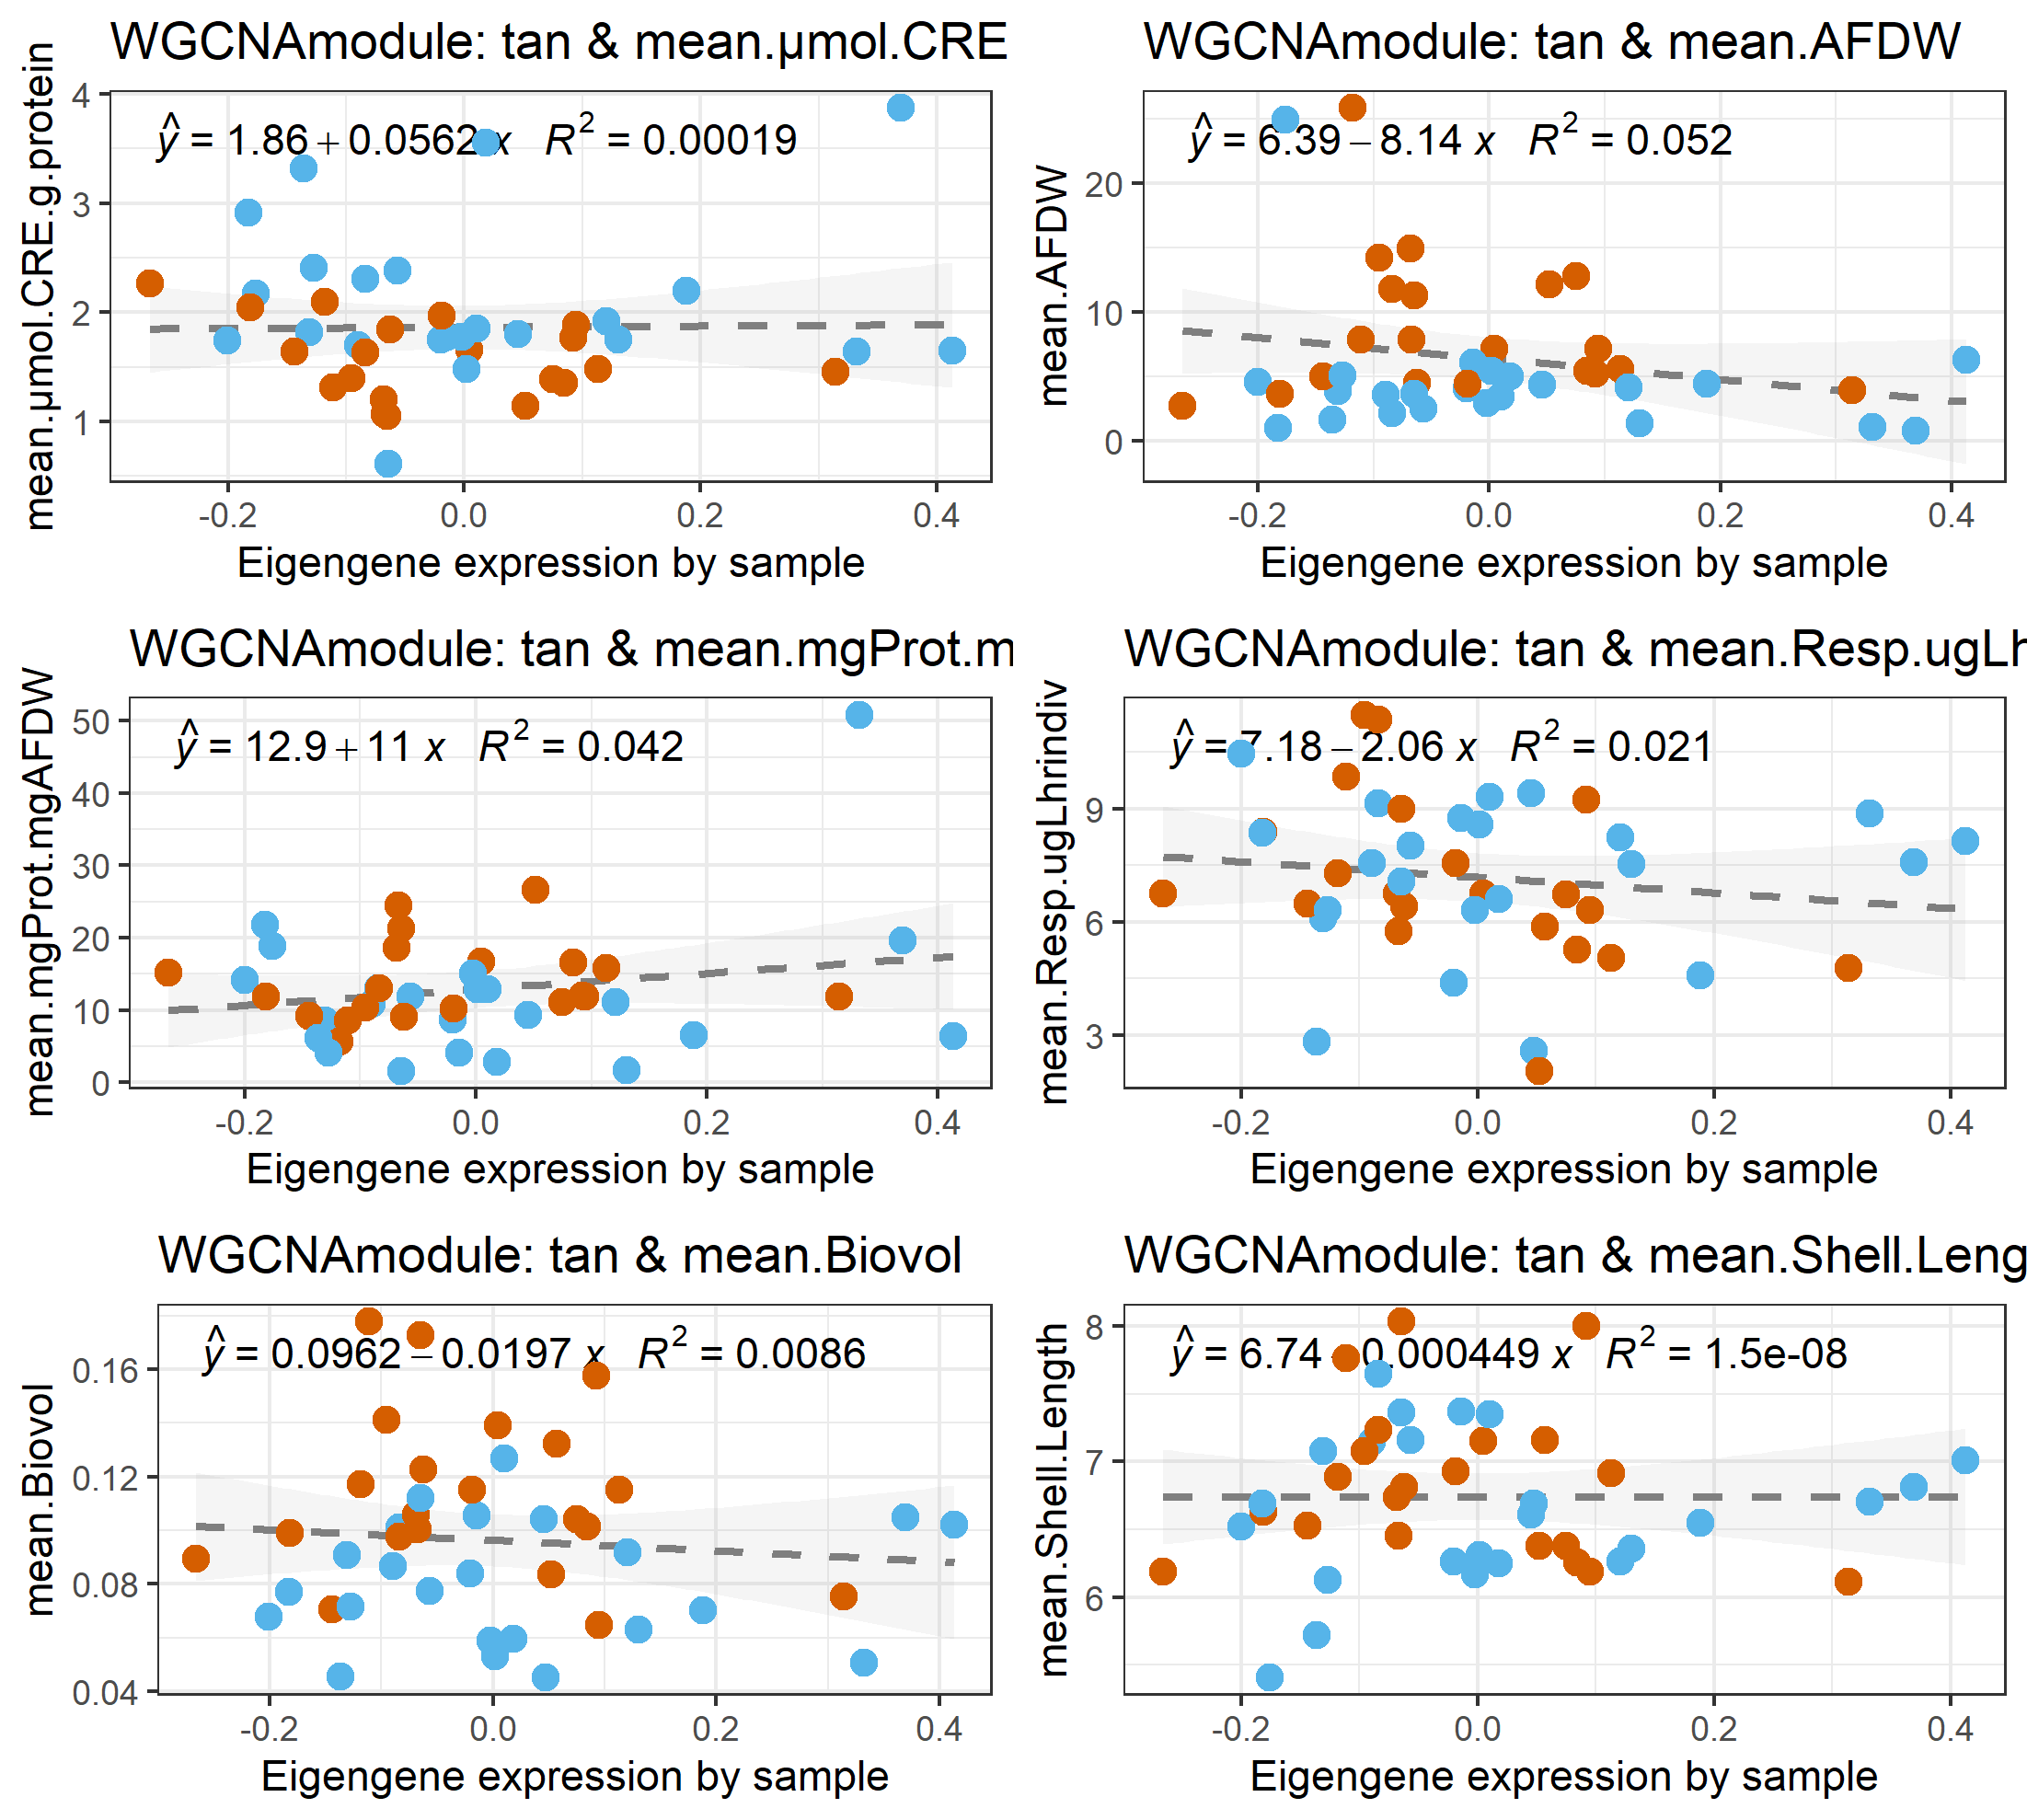 WGCNAmodule: tan & mean.µmol.CRE
mean.µmol.CRE.g.protein
ŷ = 1.86 + 0.0562 x R² = 0.00019
4
3
2
1
-0.2 0.0 0.2 0.4
Eigengene expression by sample
WGCNAmodule: tan & mean.AFDW
mean.AFDW
ŷ = 6.39 − 8.14 x R² = 0.052
20
10
0
-0.2 0.0 0.2 0.4
Eigengene expression by sample
WGCNAmodule: tan & mean.mgProt.m
mean.mgProt.mgAFDW
ŷ = 12.9 + 11 x R² = 0.042
50
40
30
20
10
0
-0.2 0.0 0.2 0.4
Eigengene expression by sample
WGCNAmodule: tan & mean.Resp.ugLh
mean.Resp.ugLhrindiv
ŷ = 7.18 − 2.06 x R² = 0.021
9
6
3
-0.2 0.0 0.2 0.4
Eigengene expression by sample
WGCNAmodule: tan & mean.Biovol
mean.Biovol
ŷ = 0.0962 − 0.0197 x R² = 0.0086
0.16
0.12
0.08
0.04
-0.2 0.0 0.2 0.4
Eigengene expression by sample
WGCNAmodule: tan & mean.Shell.Leng
mean.Shell.Length
ŷ = 6.74 − 0.000449 x R² = 1.5e-08
8
7
6
-0.2 0.0 0.2 0.4
Eigengene expression by sample